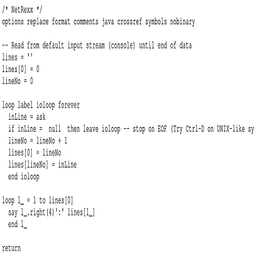 /* NetRexx */
options replace format comments java crossref symbols nobinary
-- Read from default input stream (console) until end of data
lines = ''
lines[0] = 0
lineNo = 0
loop label ioloop forever
inLine = ask
if inLine = null then leave ioloop -- stop on EOF (Try Ctrl-D on UNIX-like sy
lineNo = lineNo + 1
lines[0] = lineNo
lines[lineNo] = inLine
end ioloop
loop l_ = 1 to lines[0]
say l_.right(4)':' lines[l_]
end l_
return